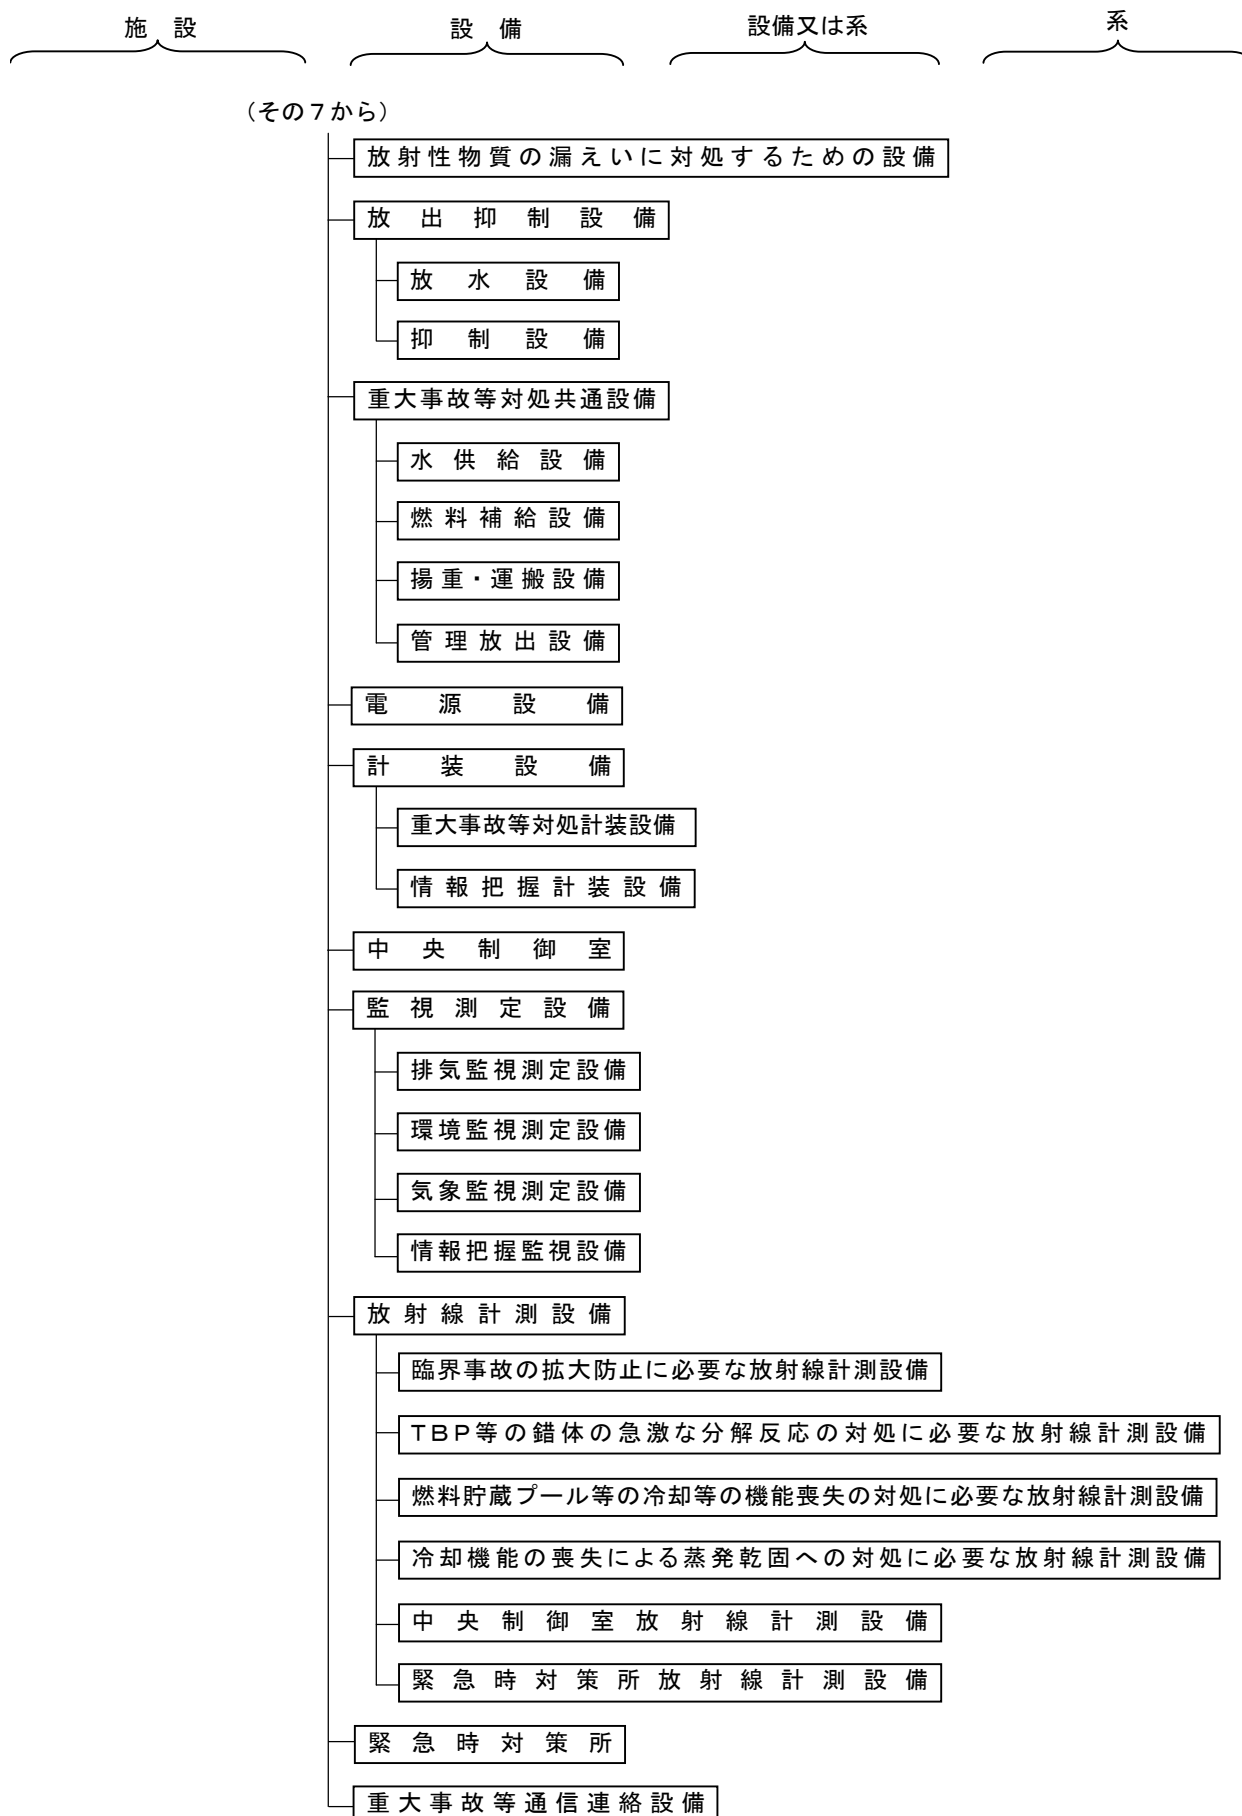 施設　設備　設備又は系　系
（その７から）
放射性物質の漏えいに対処するための設備
放出抑制設備
放水設備
抑制設備
重大事故等対処共通設備
水供給設備
燃料補給設備
揚重・運搬設備
管理放出設備
電源設備
計装設備
重大事故等対処計装設備
情報把握計装設備
中央制御室
監視測定設備
排気監視測定設備
環境監視測定設備
気象監視測定設備
情報把握監視設備
放射線計測設備
臨界事故の拡大防止に必要な放射線計測設備
ＴＢＰ等の錯体の急激な分解反応の対処に必要な放射線計測設備
燃料貯蔵プール等の冷却等の機能喪失の対処に必要な放射線計測設備
冷却機能の喪失による蒸発乾固への対処に必要な放射線計測設備
中央制御室放射線計測設備
緊急時対策所放射線計測設備
緊急時対策所
重大事故等通信連絡設備